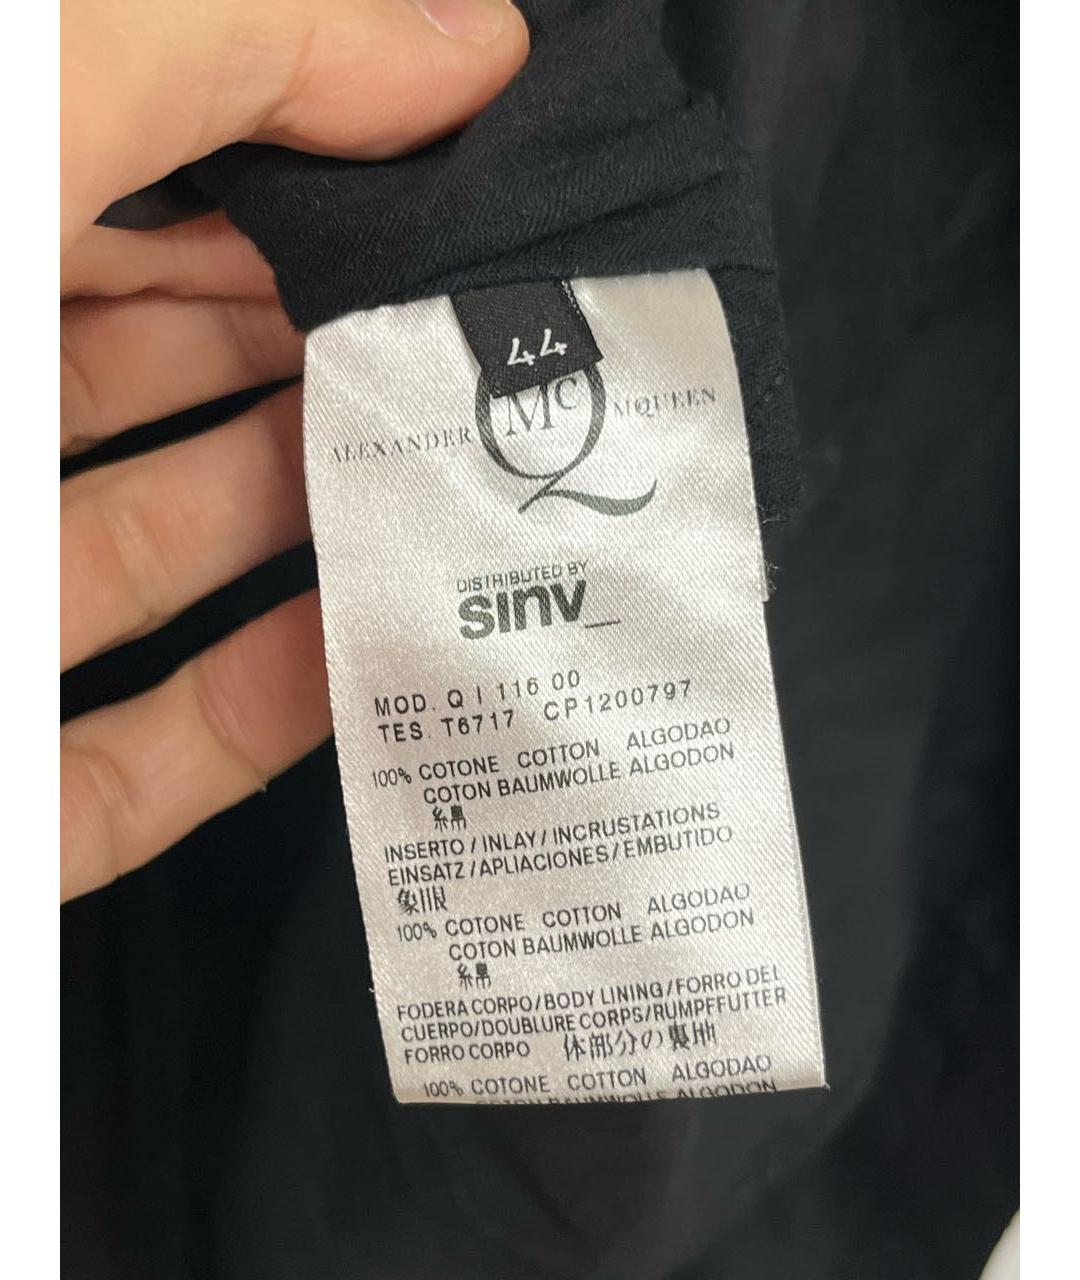 44
ALEXANDER McQ McQUEEN
DISTRIBUTED BY
sinv_
MOD. Q I 116 00
TES. T6717 CP1200797
100% COTONE COTTON ALGODAO
COTON BAUMWOLLE ALGODON
綿
INSERTO / INLAY / INCRUSTATIONS
EINSATZ / APLIACIONES / EMBUTIDO
象眼
100% COTONE COTTON ALGODAO
COTON BAUMWOLLE ALGODON
綿
FODERA CORPO/BODY LINING/FORRO DEL
CUERPO/DOUBLURE CORPS/RUMPFFUTTER
FORRO CORPO 体部分の裏地
100% COTONE COTTON ALGODAO
COTON BAUMWOLLE ALGODON